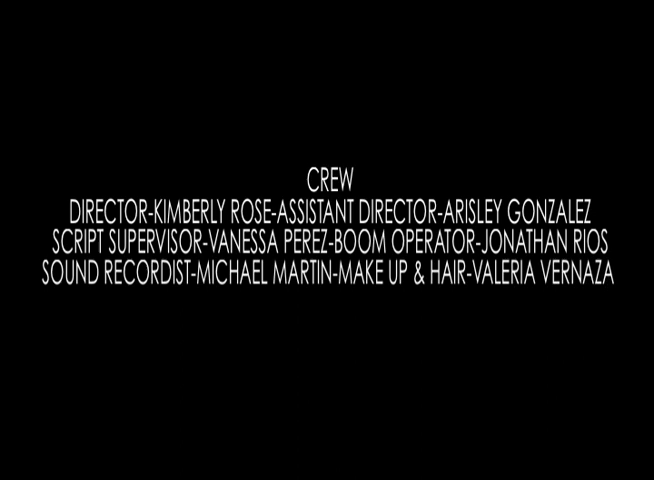 CREW
DIRECTOR-KIMBERLY ROSE-ASSISTANT DIRECTOR-ARISLEY GONZALEZ
SCRIPT SUPERVISOR-VANESSA PEREZ-BOOM OPERATOR-JONATHAN RIOS
SOUND RECORDIST-MICHAEL MARTIN-MAKE UP & HAIR-VALERIA VERNAZA